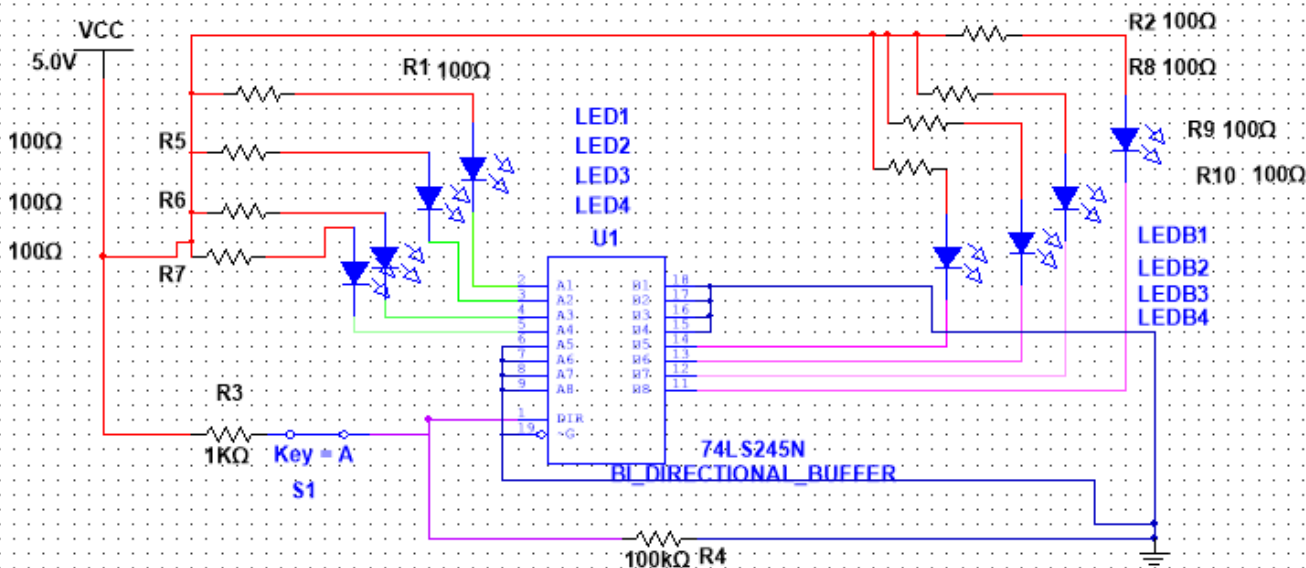 VCC
5.0V
R1 100Ω
R2 100Ω
R8 100Ω
R9 100Ω
R10 100Ω
100Ω R5
100Ω R6
100Ω R7
LED1
LED2
LED3
LED4
U1
LEDB1
LEDB2
LEDB3
LEDB4
2 A1 B1 18
3 A2 B2 17
4 A3 B3 16
5 A4 B4 15
6 A5 B5 14
7 A6 B6 13
8 A7 B7 12
9 A8 B8 11
1 DIR
19 ~G
R3
1KΩ
Key = A
S1
74LS245N
BI_DIRECTIONAL_BUFFER
100kΩ R4